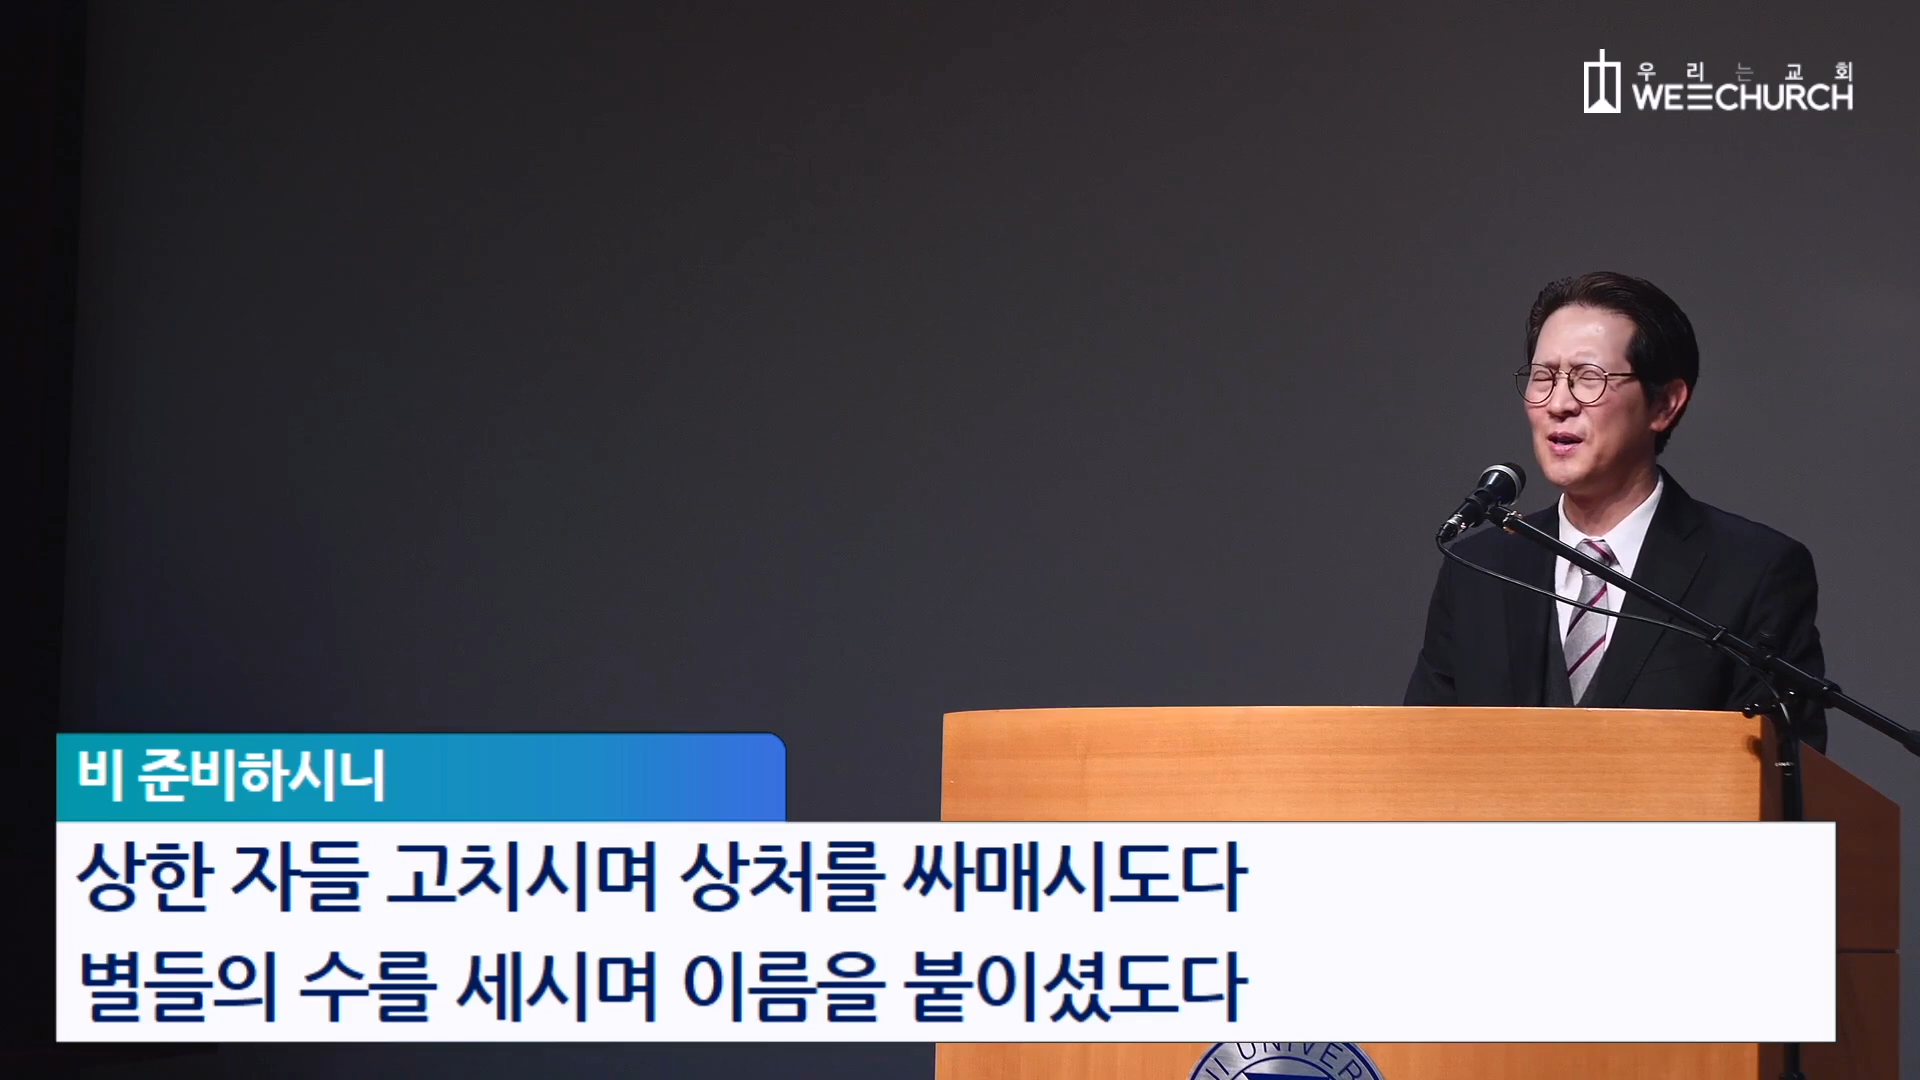 우리는교회
WE CHURCH
비 준비하시니
상한 자들 고치시며 상처를 싸매시도다
별들의 수를 세시며 이름을 붙이셨도다
UNIVER